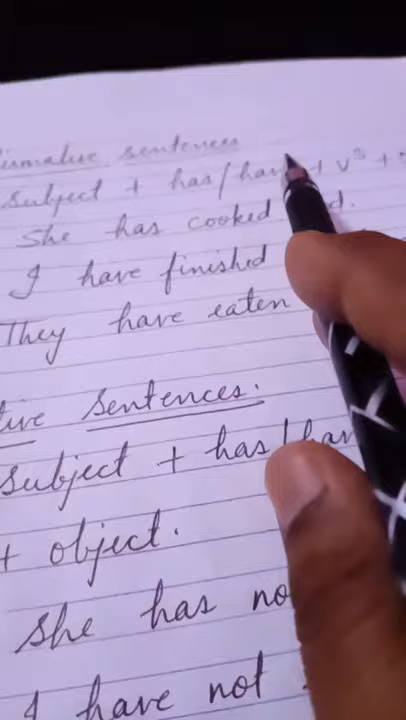 sentences
subject + has/hav + v³ +
She has cooked
I have finished
They have eaten
sentences.
subject + has/hav
+ object.
She has no
I have not